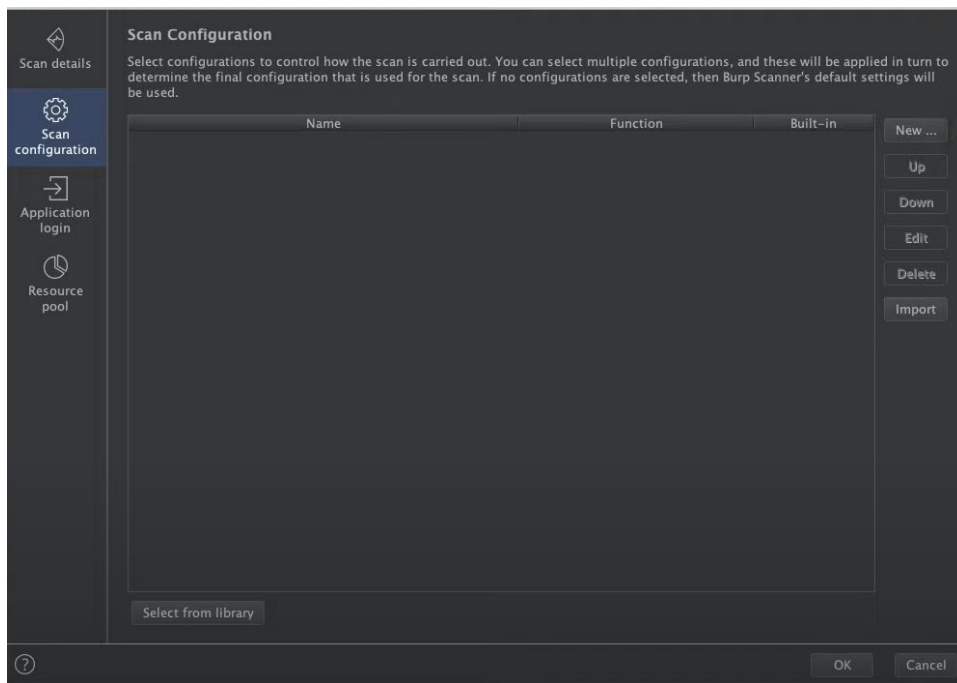 Scan details
Scan
configuration
Application
login
Resource
pool
Scan Configuration
Select configurations to control how the scan is carried out. You can select multiple configurations, and these will be applied in turn to
determine the final configuration that is used for the scan. If no configurations are selected, then Burp Scanner's default settings will
be used.
Name Function Built-in
New ...
Up
Down
Edit
Delete
Import
Select from library
? OK Cancel